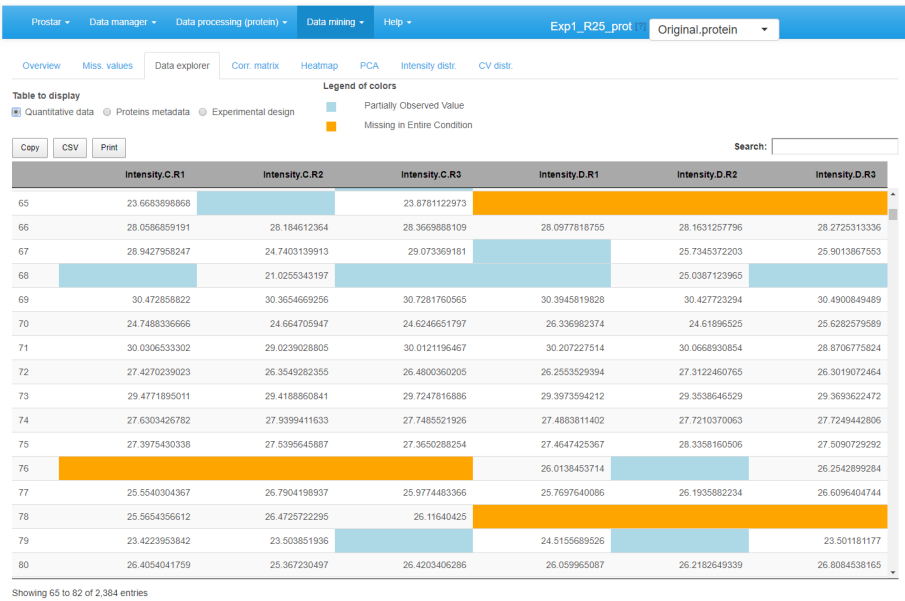 Prostar Data manager Data processing (protein) Data mining Help Exp1_R25_prot [?] Original.protein
Overview Miss. values Data explorer Corr. matrix Heatmap PCA Intensity distr. CV distr.
Table to display
Quantitative data Proteins metadata Experimental design
Legend of colors
Partially Observed Value
Missing in Entire Condition
Copy CSV Print Search:
Intensity.C.R1 Intensity.C.R2 Intensity.C.R3 Intensity.D.R1 Intensity.D.R2 Intensity.D.R3
65 23.6683898868 23.8781122973
66 28.0586859191 28.184612364 28.3669888109 28.0977818755 28.1631257796 28.2725313336
67 28.9427958247 24.7403139913 29.073369181 25.7345372203 25.9013867553
68 21.0255343197 25.0387123965
69 30.472858822 30.3654669256 30.7281760565 30.3945819828 30.427723294 30.4900849489
70 24.7488336666 24.664705947 24.6246651797 26.336982374 24.61896525 25.6282579589
71 30.0306533302 29.0239028805 30.0121196467 30.207227514 30.0668930854 28.8706775824
72 27.4270239023 26.3549282355 26.4800360205 26.2553529394 27.3122460765 26.3019072464
73 29.4771895011 29.4188860841 29.7247816886 29.3973594212 29.3538646529 29.3693622472
74 27.6303426782 27.9399411633 27.7485521926 27.4883811402 27.7210370063 27.7249442806
75 27.3975430338 27.5395645887 27.3650288254 27.4647425367 28.3358160506 27.5090729292
76 26.0138453714 26.2542899284
77 25.5540304367 26.7904198937 25.9774483366 25.7697640086 26.1935882234 26.6096404744
78 25.5654356612 26.4725722295 26.11640425
79 23.4223953842 23.503851936 24.5155689526 23.501181177
80 26.4054041759 25.367230497 26.4203406286 26.059965087 26.2182649339 26.8084538165
Showing 65 to 82 of 2,384 entries